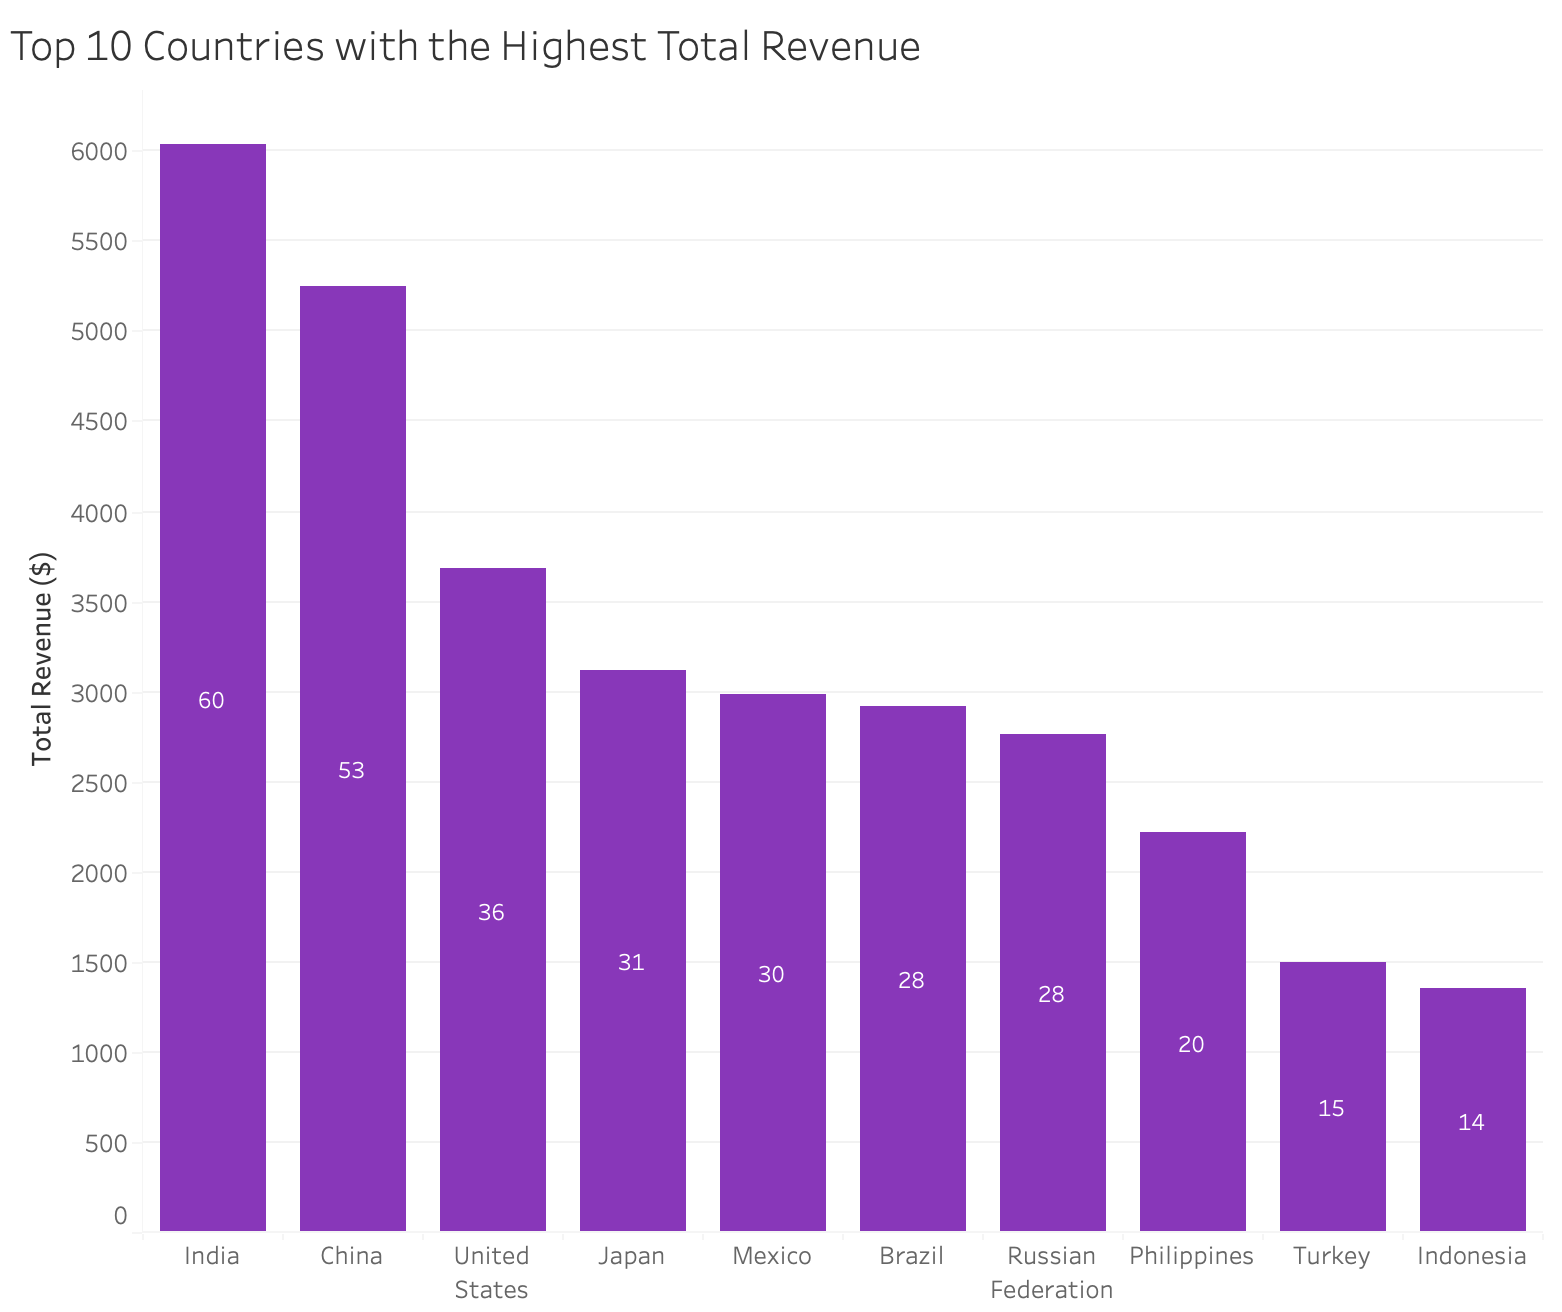 Top 10 Countries with the Highest Total Revenue
Total Revenue ($)
6000
5500
5000
4500
4000
3500
3000
2500
2000
1500
1000
500
0
60
53
36
31
30
28
28
20
15
14
India
China
United
States
Japan
Mexico
Brazil
Russian
Federation
Philippines
Turkey
Indonesia